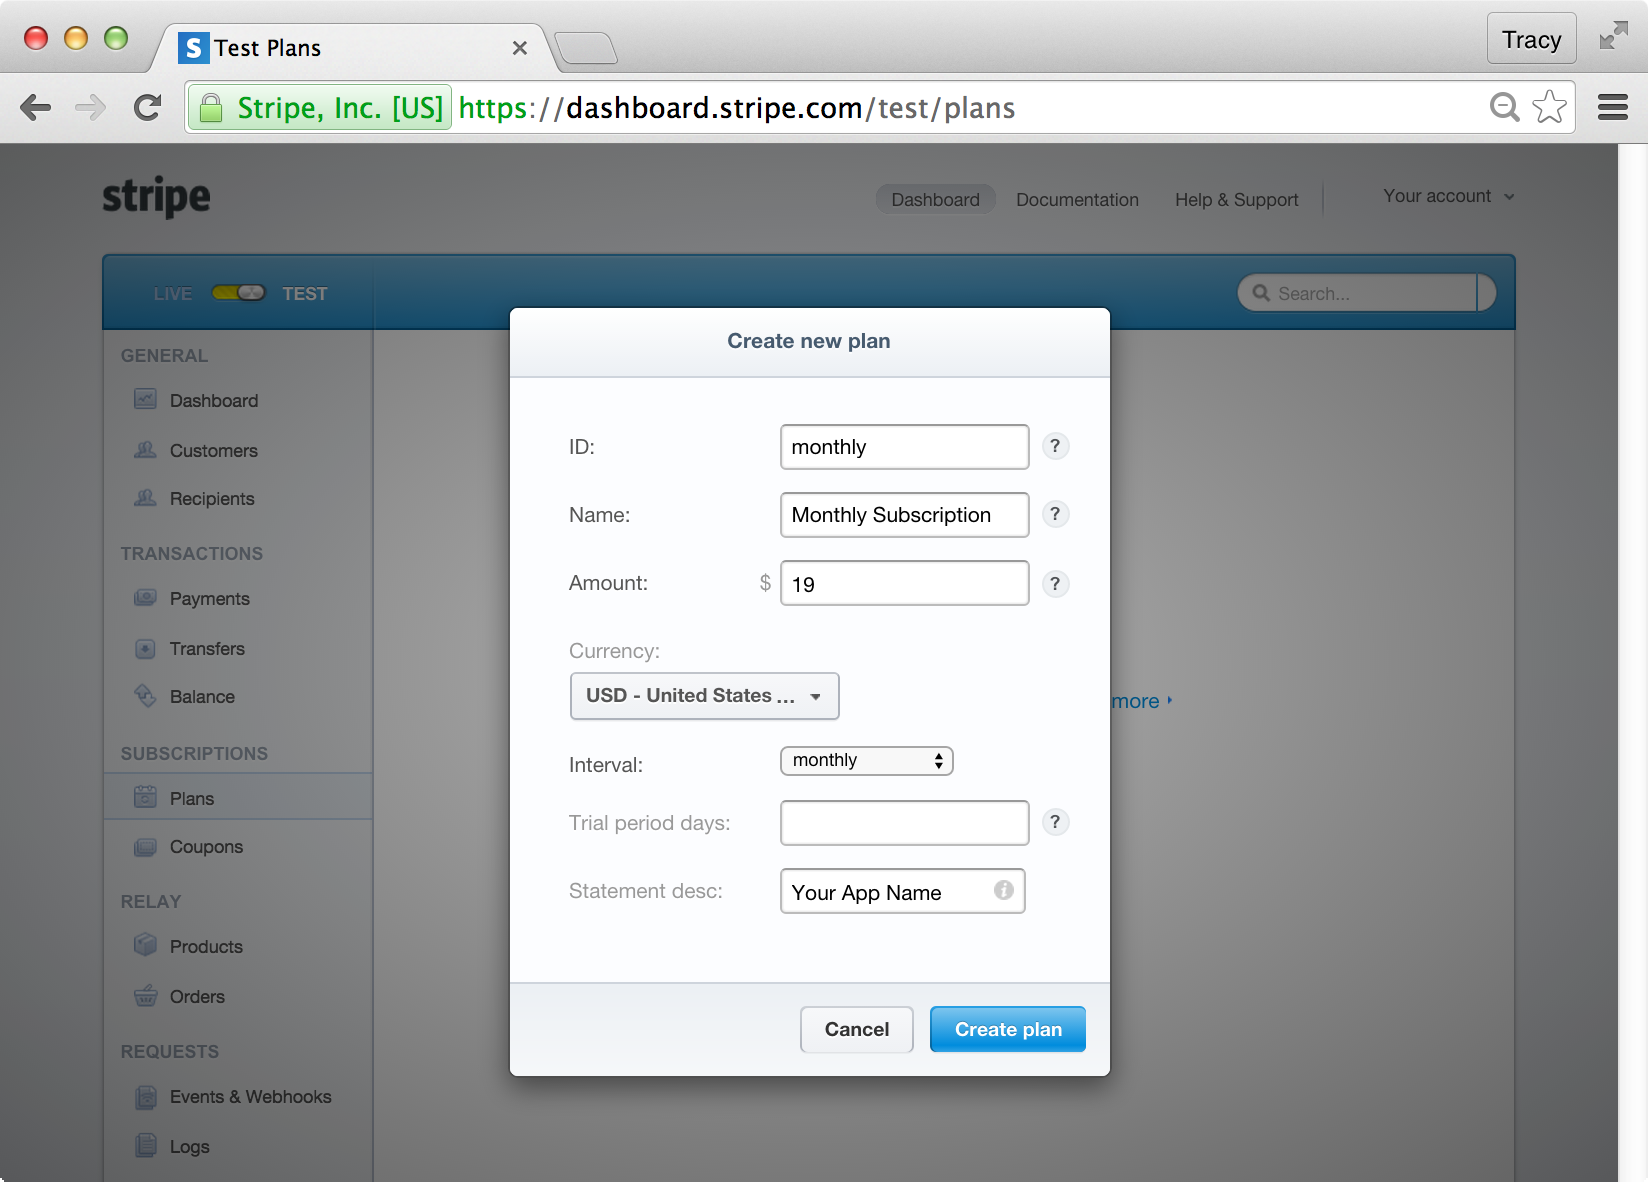 S Test Plans
Tracy
Stripe, Inc. [US] https://dashboard.stripe.com/test/plans
stripe
Dashboard Documentation Help & Support Your account
LIVE TEST Search...
GENERAL
Dashboard
Customers
Recipients
TRANSACTIONS
Payments
Transfers
Balance
SUBSCRIPTIONS
Plans
Coupons
RELAY
Products
Orders
REQUESTS
Events & Webhooks
Logs
Create new plan
ID: monthly ?
Name: Monthly Subscription ?
Amount: $ 19 ?
Currency:
USD - United States ...
Interval: monthly
Trial period days: ?
Statement desc: Your App Name i
Cancel Create plan
more